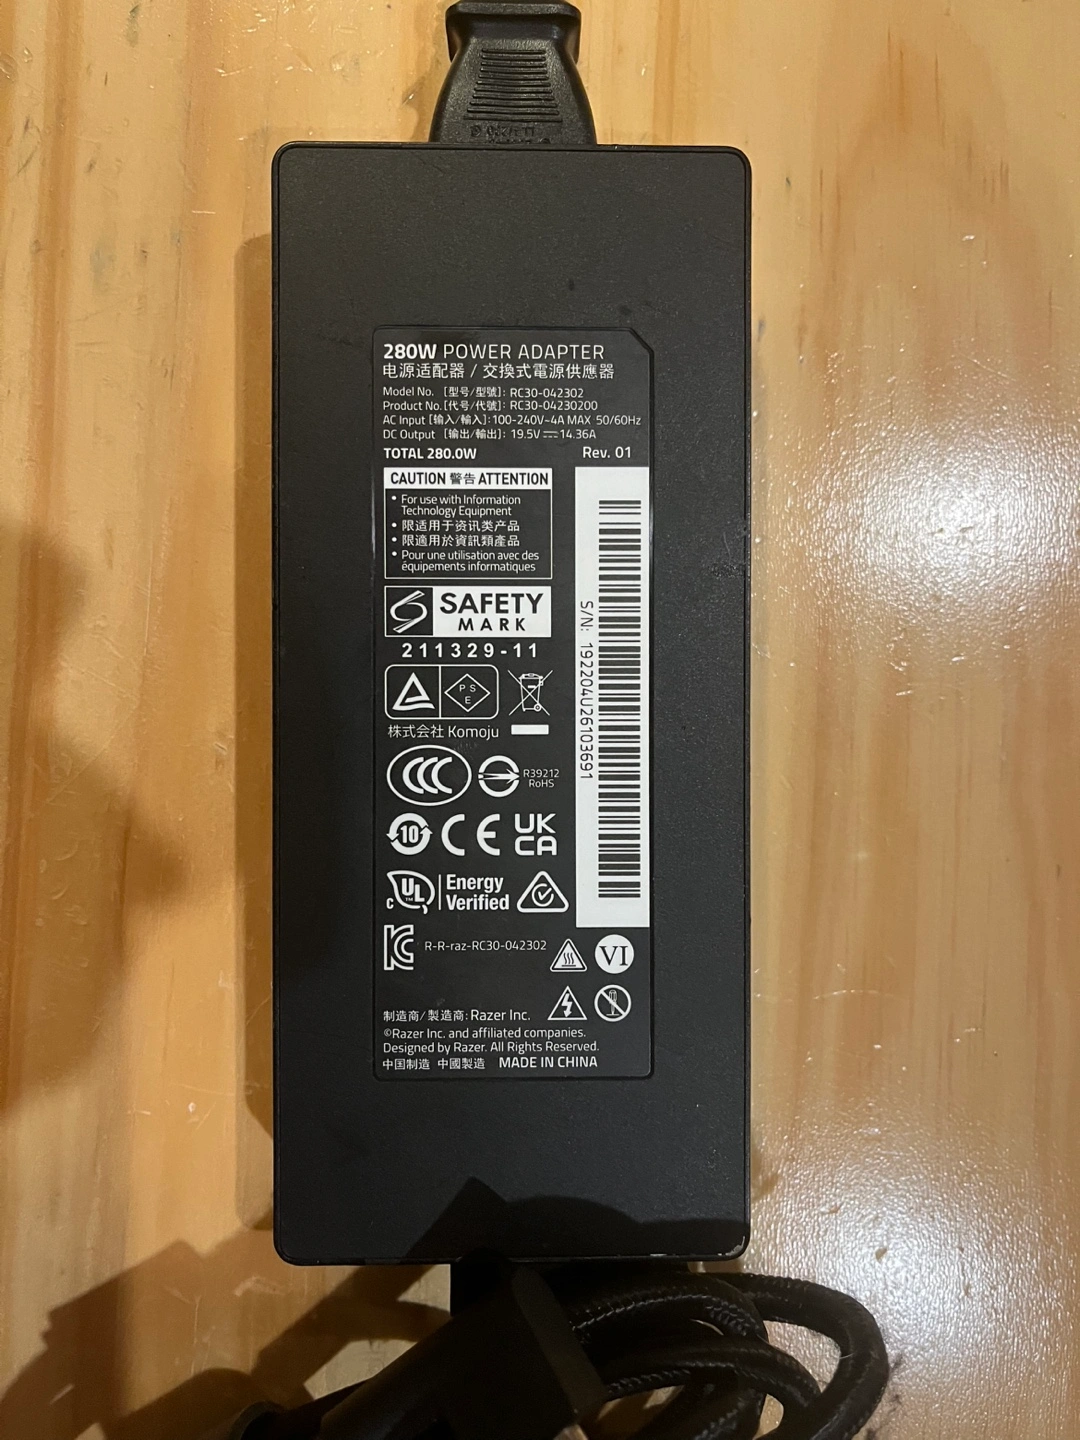 280W POWER ADAPTER
电源适配器 / 交換式電源供應器
Model No. [型号/型號]: RC30-042302
Product No.[代号/代號]: RC30-04230200
AC Input [输入/輸入]: 100-240V~4A MAX 50/60Hz
DC Output [输出/輸出]: 19.5V⎓14.36A
TOTAL 280.0W
Rev. 01
CAUTION 警告 ATTENTION
• For use with Information
Technology Equipment
• 限适用于资讯类产品
• 限適用於資訊類產品
• Pour une utilisation avec des
équipements informatiques
SAFETY
MARK
211329-11
P S
E
株式会社 Komoju
CCC
R39212
RoHS
10
CE
UK
CA
c UL
Energy
Verified
R-R-raz-RC30-042302
VI
S/N: 192204U26103691
制造商/製造商: Razer Inc.
©Razer Inc. and affiliated companies.
Designed by Razer. All Rights Reserved.
中国制造 中國製造 MADE IN CHINA